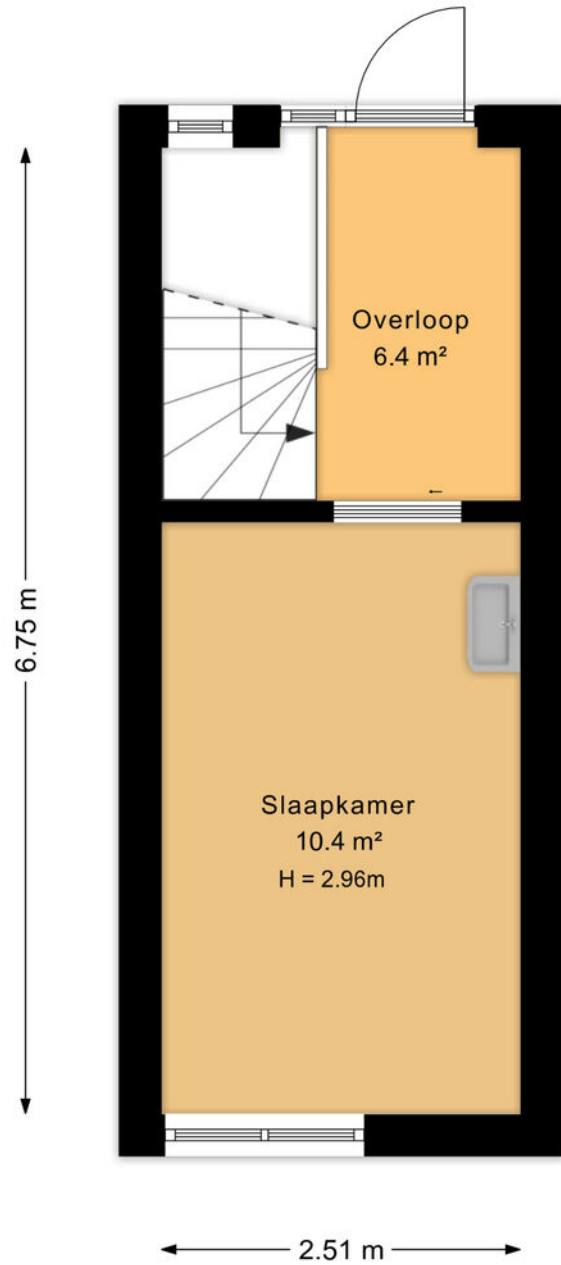 Overloop
6.4 m²
6.75 m
Slaapkamer
10.4 m²
H = 2.96m
2.51 m